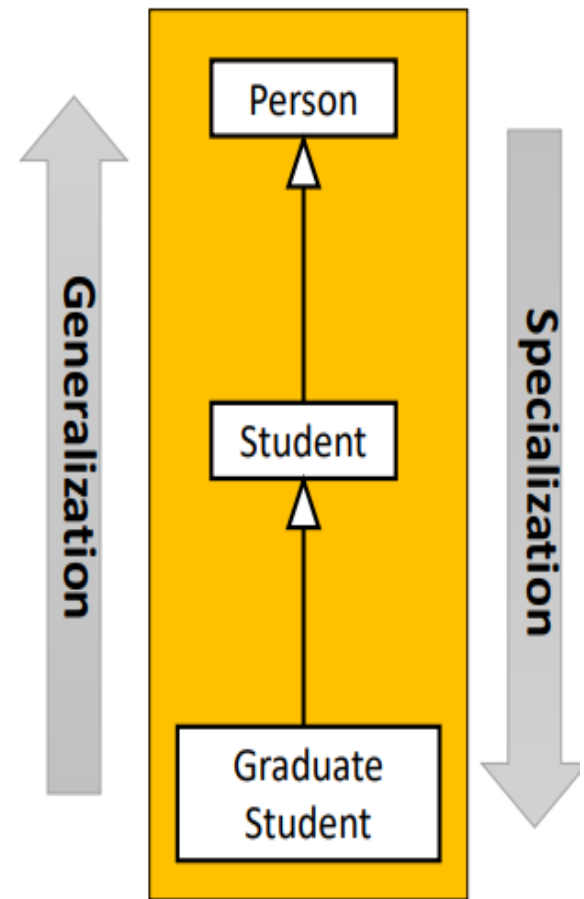 Person
Generalization
Specialization
Student
Graduate
Student